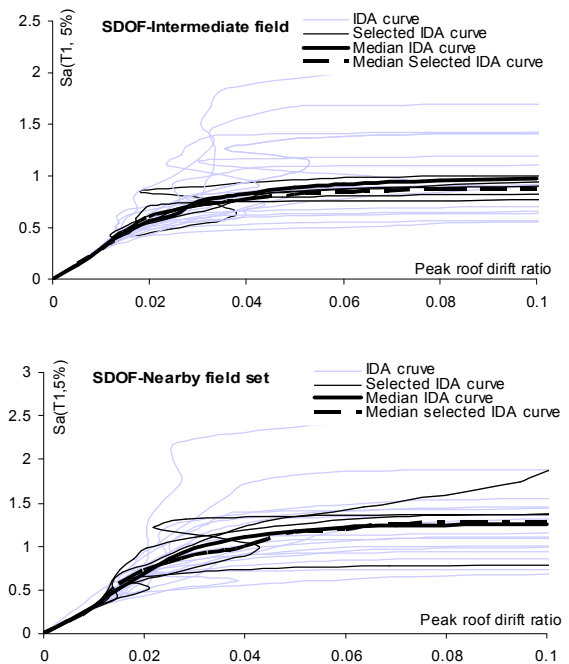 SDOF-Intermediate field
Sa(T1, 5%)
IDA curve
Selected IDA curve
Median IDA curve
Median Selected IDA curve
2.5
2
1.5
1
0.5
0
Peak roof dirift ratio
0 0.02 0.04 0.06 0.08 0.1
SDOF-Nearby field set
Sa(T1,5%)
IDA cruve
Selected IDA curve
Median IDA curve
Median selected IDA curve
3
2.5
2
1.5
1
0.5
0
Peak roof dirift ratio
0 0.02 0.04 0.06 0.08 0.1